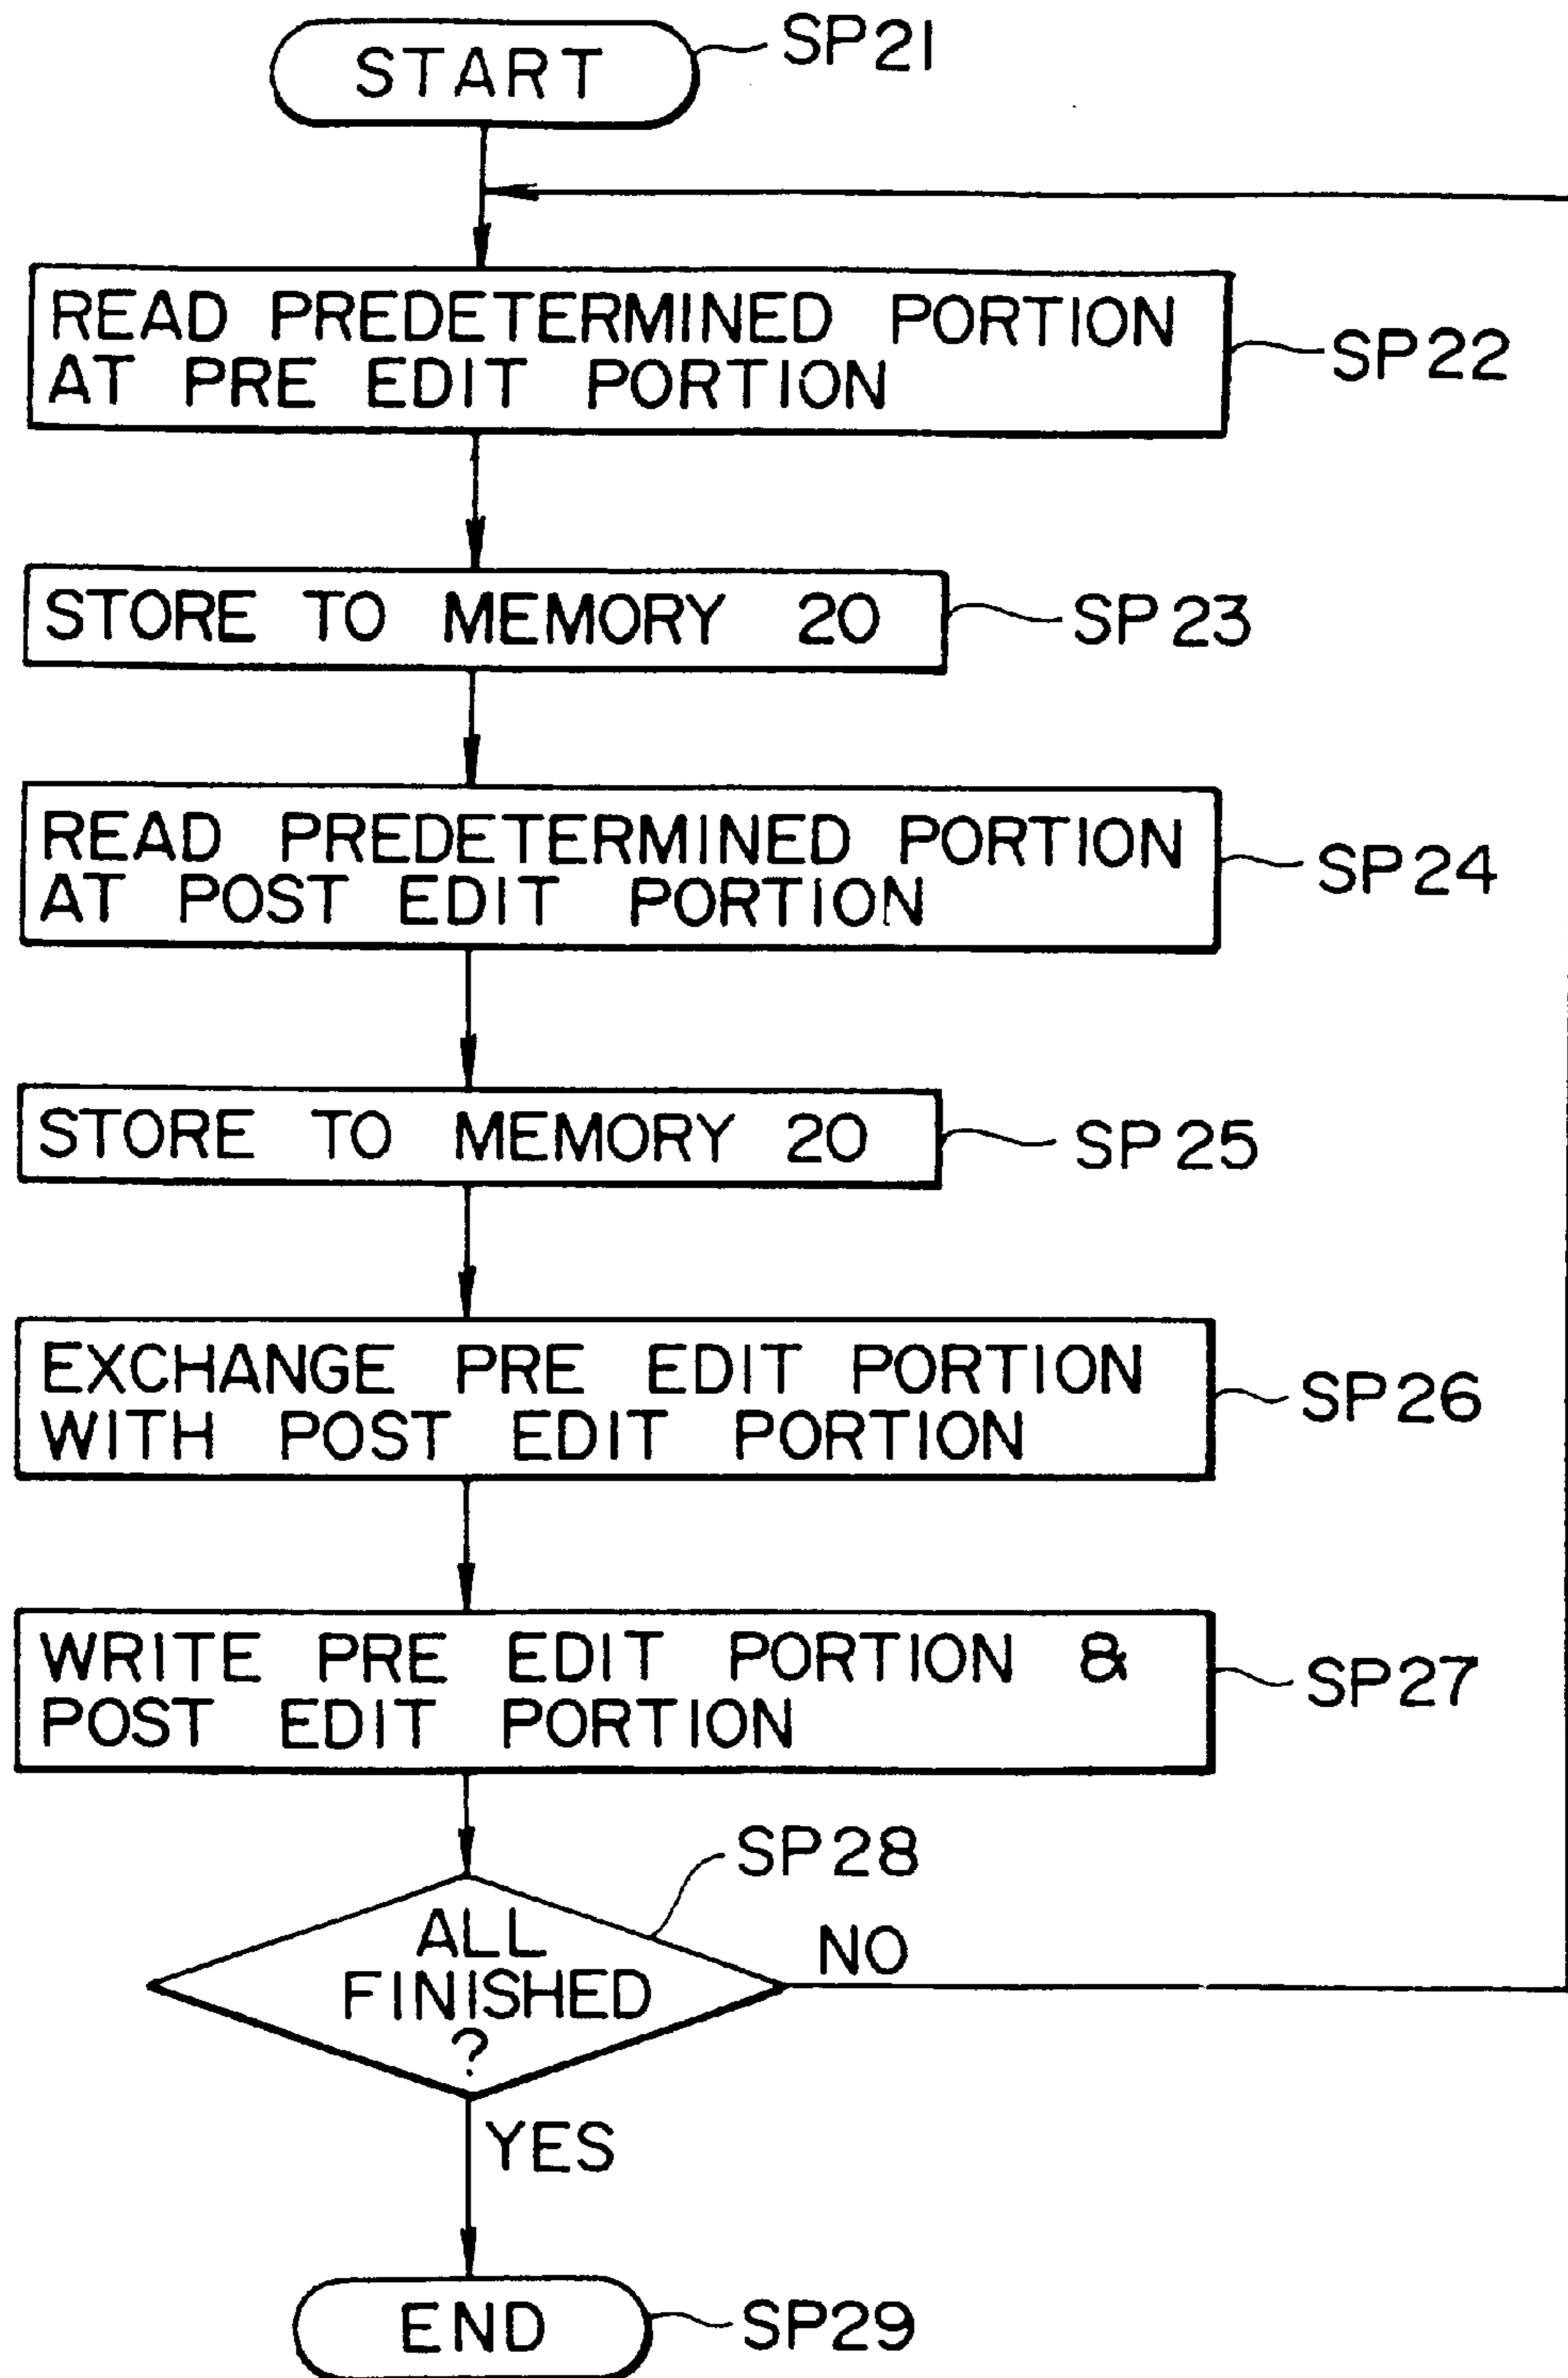 START
SP21
READ PREDETERMINED PORTION
AT PRE EDIT PORTION
SP22
STORE TO MEMORY 20
SP23
READ PREDETERMINED PORTION
AT POST EDIT PORTION
SP24
STORE TO MEMORY 20
SP25
EXCHANGE PRE EDIT PORTION
WITH POST EDIT PORTION
SP26
WRITE PRE EDIT PORTION &
POST EDIT PORTION
SP27
SP28
ALL
FINISHED
?
NO
YES
END
SP29